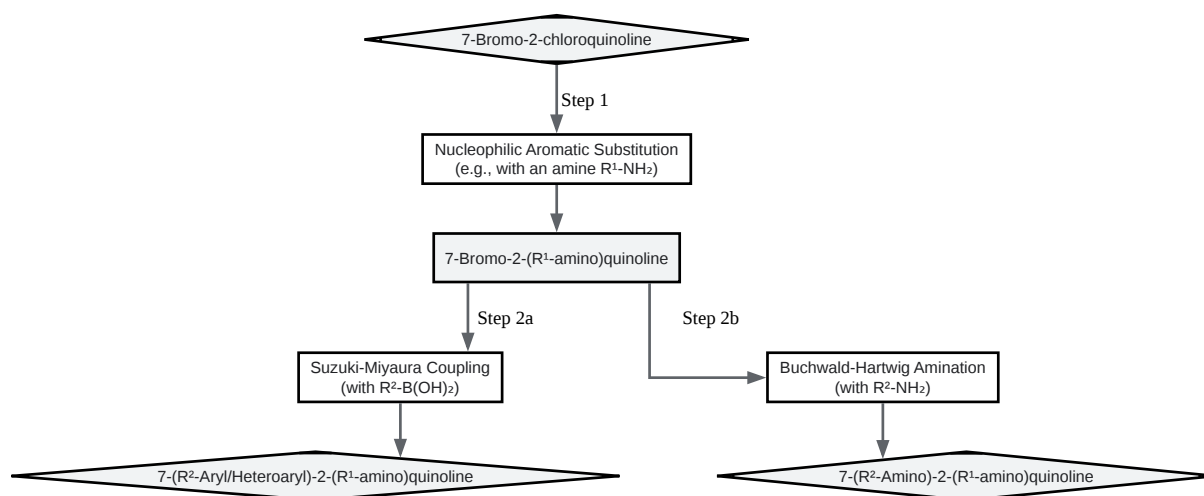 7-Bromo-2-chloroquinoline
Step 1
Nucleophilic Aromatic Substitution
(e.g., with an amine R¹-NH₂)
7-Bromo-2-(R¹-amino)quinoline
Step 2a
Step 2b
Suzuki-Miyaura Coupling
(with R²-B(OH)₂)
Buchwald-Hartwig Amination
(with R²-NH₂)
7-(R²-Aryl/Heteroaryl)-2-(R¹-amino)quinoline
7-(R²-Amino)-2-(R¹-amino)quinoline